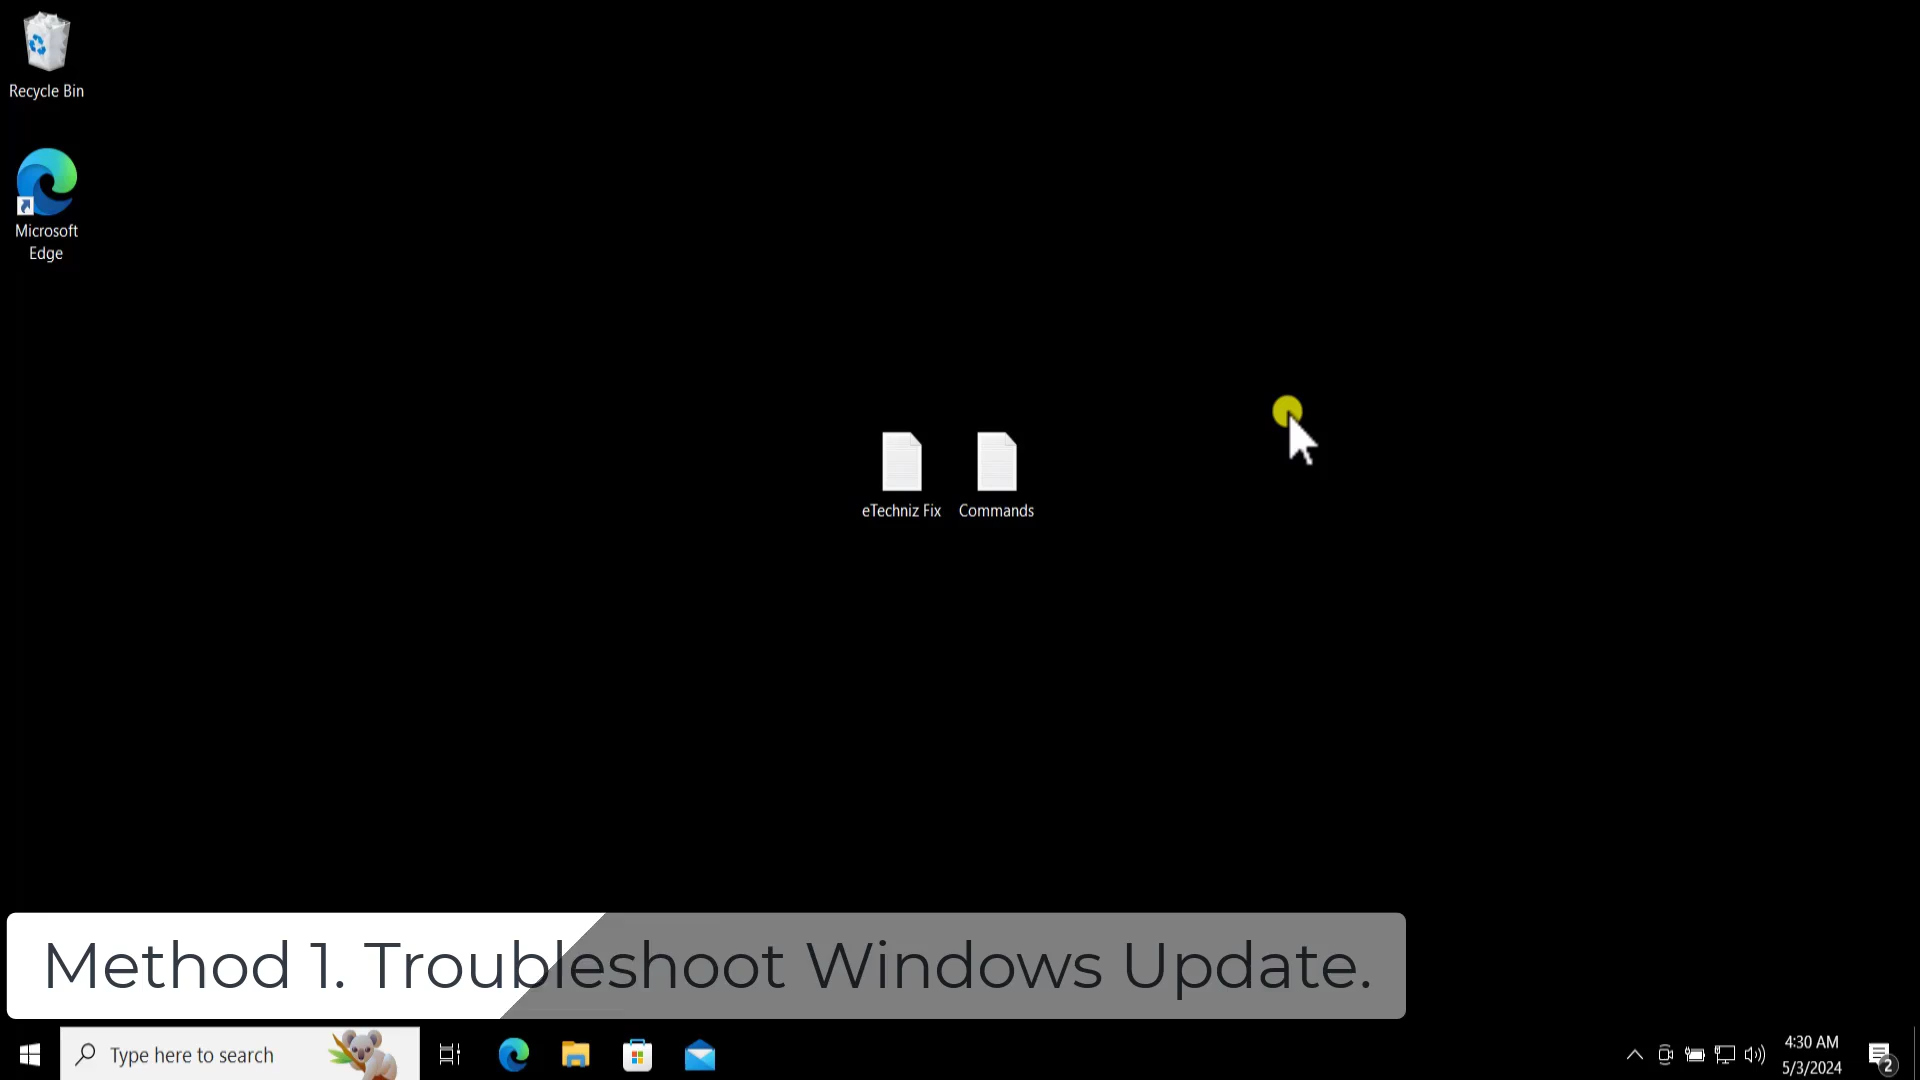 Recycle Bin
Microsoft
Edge
eTechniz Fix
Commands
Method 1. Troubleshoot Windows Update.
Type here to search
4:30 AM
5/3/2024
2